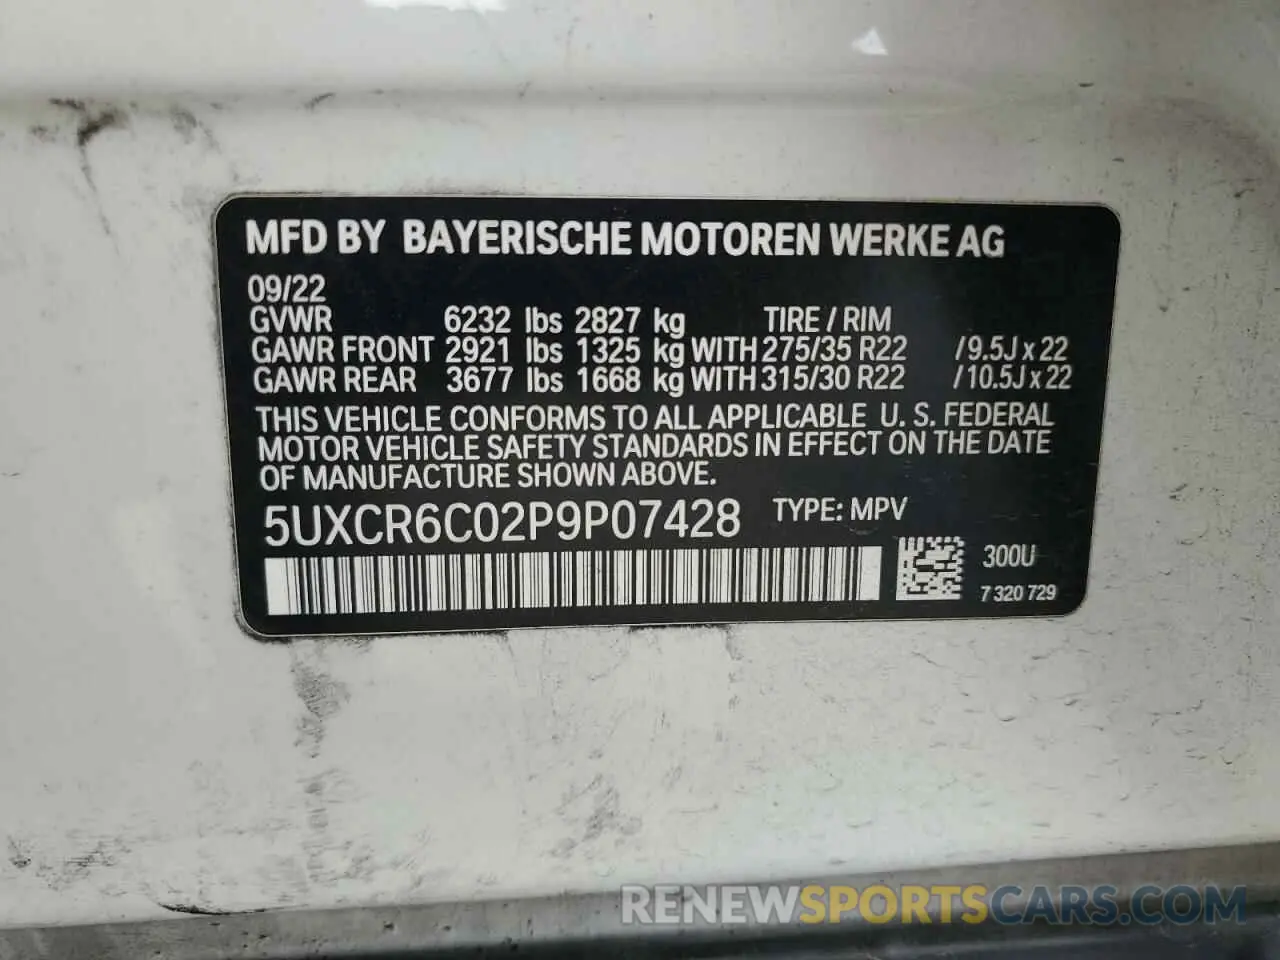 MFD BY BAYERISCHE MOTOREN WERKE AG
09/22
GVWR 6232 lbs 2827 kg TIRE / RIM
GAWR FRONT 2921 lbs 1325 kg WITH 275/35 R22 /9.5J x 22
GAWR REAR 3677 lbs 1668 kg WITH 315/30 R22 /10.5J x 22
THIS VEHICLE CONFORMS TO ALL APPLICABLE U. S. FEDERAL
MOTOR VEHICLE SAFETY STANDARDS IN EFFECT ON THE DATE
OF MANUFACTURE SHOWN ABOVE.
5UXCR6C02P9P07428 TYPE: MPV
300U
7 320 729
RENEWSPORTSCARS.COM